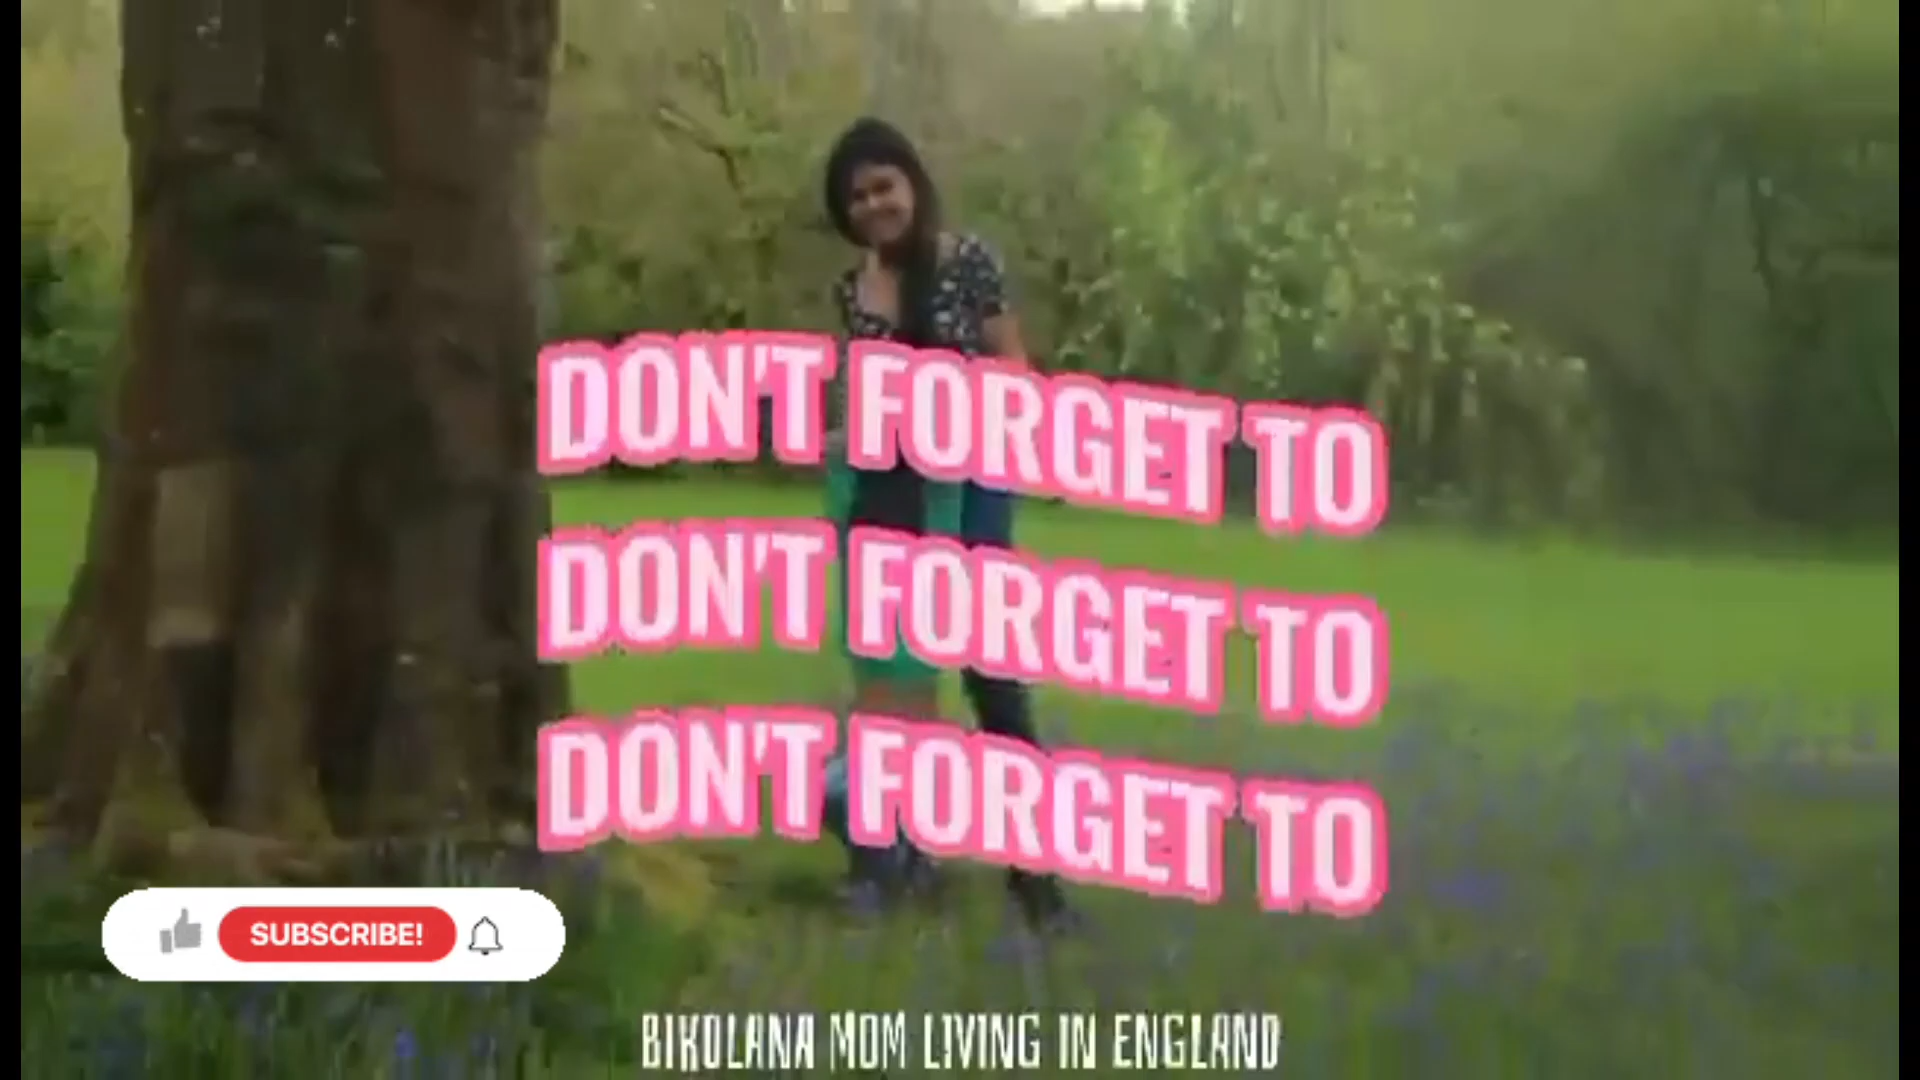 DON'T FORGET TO
DON'T FORGET TO
DON'T FORGET TO
SUBSCRIBE!
BIKOLANA MOM LIVING IN ENGLAND